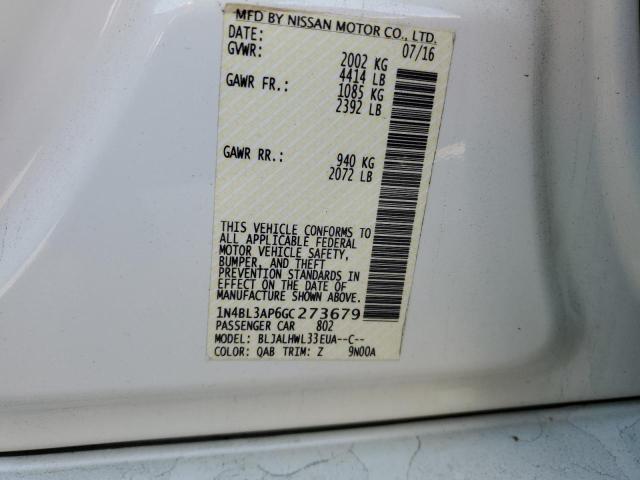 MFD BY NISSAN MOTOR CO., LTD.
DATE: 07/16
GVWR: 2002 KG
4414 LB
GAWR FR.: 1085 KG
2392 LB
GAWR RR.: 940 KG
2072 LB
THIS VEHICLE CONFORMS TO
ALL APPLICABLE FEDERAL
MOTOR VEHICLE SAFETY,
BUMPER, AND THEFT
PREVENTION STANDARDS IN
EFFECT ON THE DATE OF
MANUFACTURE SHOWN ABOVE.
1N4BL3AP6GC273679
PASSENGER CAR 802
MODEL: BLJALHWL33EUA--C--
COLOR: QAB TRIM: Z 9N00A